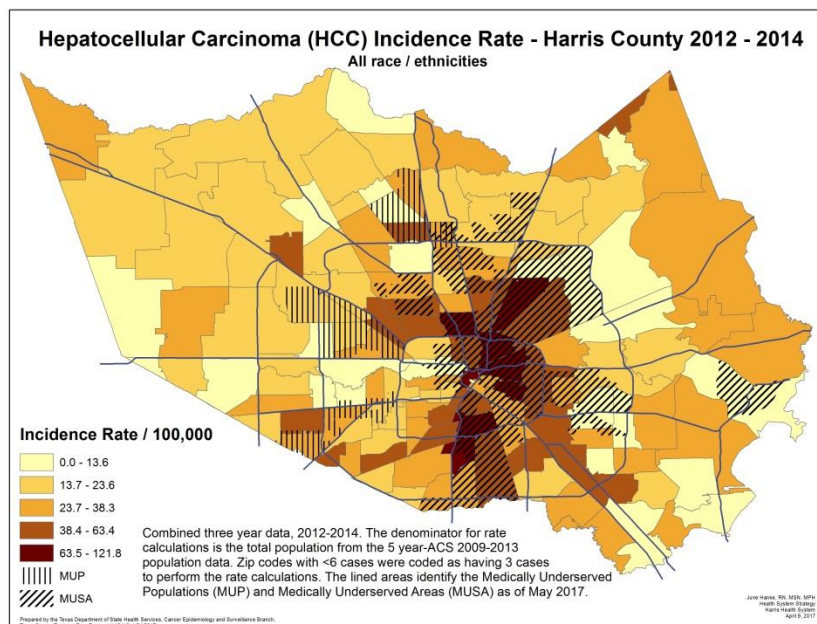 Hepatocellular Carcinoma (HCC) Incidence Rate - Harris County 2012 - 2014
All race / ethnicities
Incidence Rate / 100,000
0.0 - 13.6
13.7 - 23.6
23.7 - 38.3
38.4 - 63.4
63.5 - 121.8
MUP
MUSA
Combined three year data, 2012-2014. The denominator for rate
calculations is the total population from the 5 year-ACS 2009-2013
population data. Zip codes with <6 cases were coded as having 3 cases
to perform the rate calculations. The lined areas identify the Medically Underserved
Populations (MUP) and Medically Underserved Areas (MUSA) as of May 2017.
June Hanke, RN, MSN, MPH
Health System Strategy
Harris Health System
April 9, 2017
Prepared by the Texas Department of State Health Services, Cancer Epidemiology and Surveillance Branch,